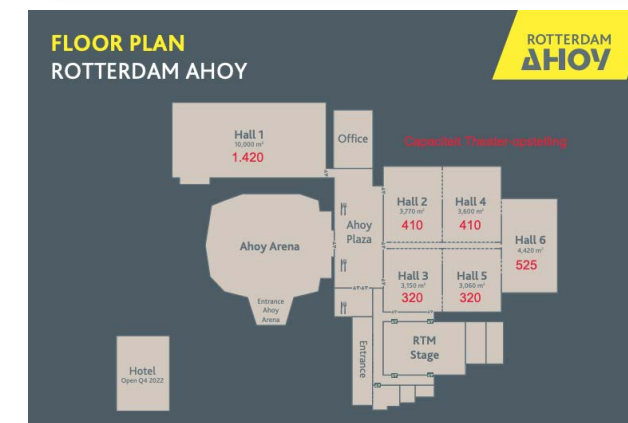 FLOOR PLAN
ROTTERDAM AHOY
ROTTERDAM
AHOY
Hall 1
10,000 m²
1.420
Office
Capaciteit Theater opstelling
Hall 2
3,770 m²
410
Hall 4
3,600 m²
410
Ahoy
Plaza
Hall 6
4,420 m²
525
Ahoy Arena
Hall 3
3,150 m²
320
Hall 5
3,060 m²
320
Entrance
Ahoy
Arena
RTM
Stage
Entrance
Hotel
Open Q4 2022